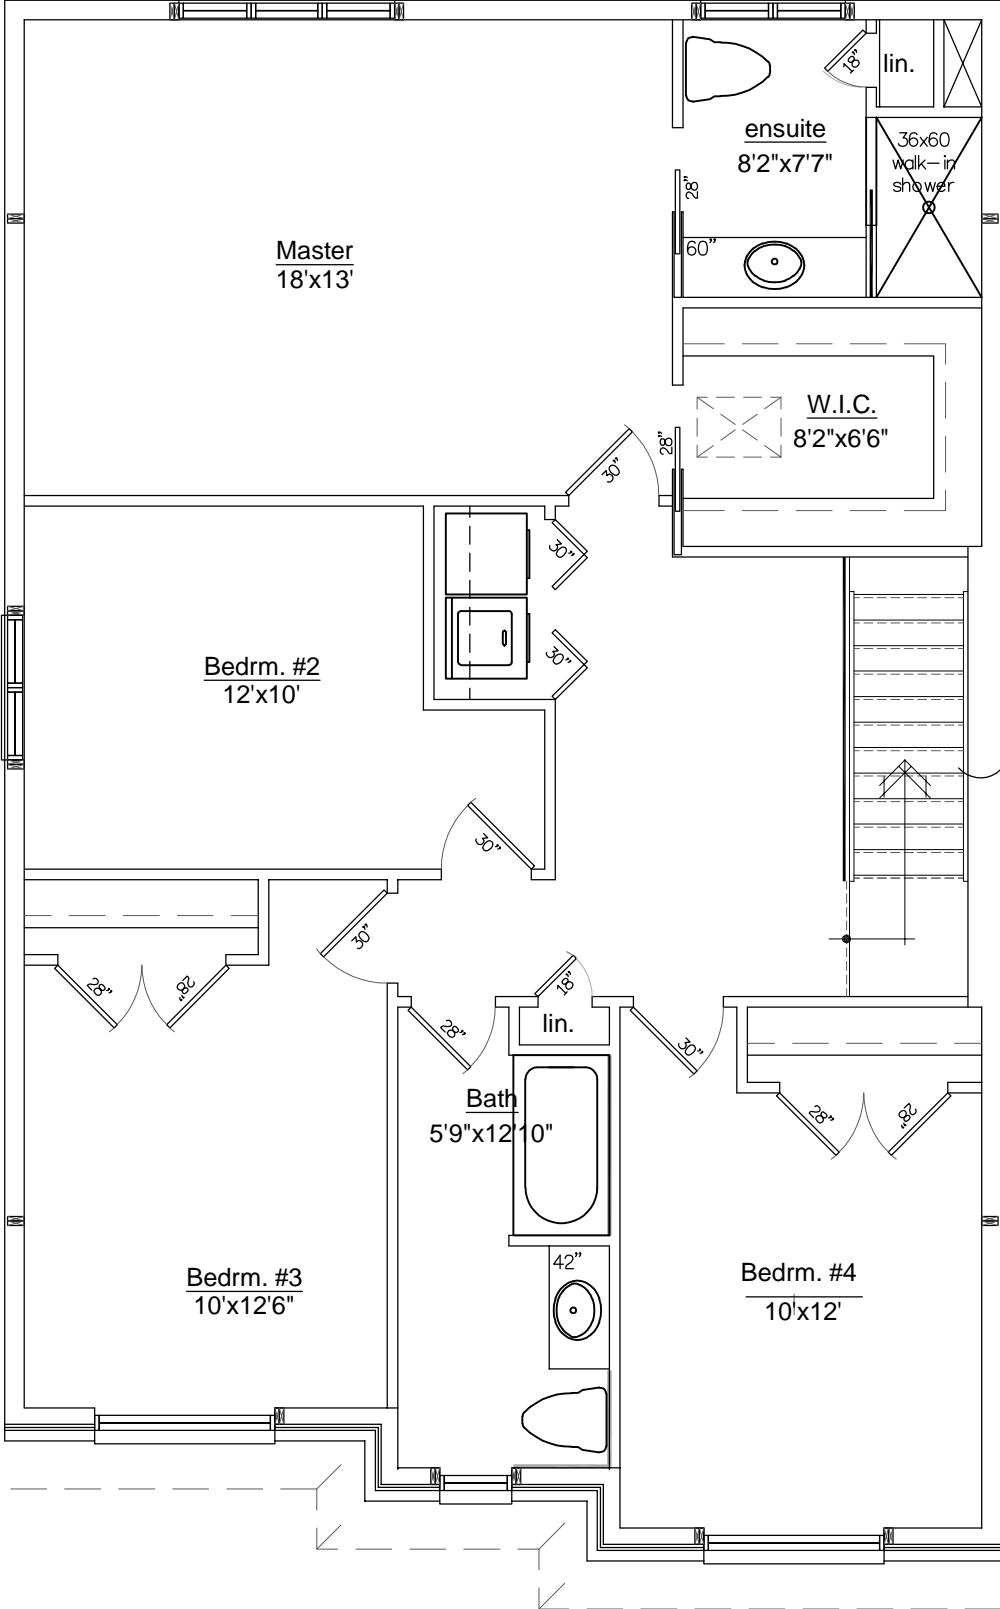 18”
lin.
ensuite
8'2"x7'7"
36x60
walk-in
shower
28”
60”
Master
18'x13'
W.I.C.
8'2"x6'6"
28”
30”
30”
30”
Bedrm. #2
12'x10'
30”
30”
28”
28”
18”
lin.
28”
30”
Bath
5'9"x12'10"
28”
28”
42”
Bedrm. #3
10'x12'6"
Bedrm. #4
10'x12'